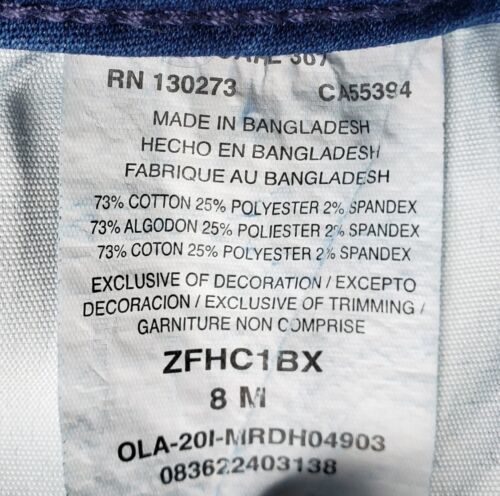 RN 130273 CA55394
MADE IN BANGLADESH
HECHO EN BANGLADESH
FABRIQUE AU BANGLADESH
73% COTTON 25% POLYESTER 2% SPANDEX
73% ALGODON 25% POLIESTER 2% SPANDEX
73% COTON 25% POLYESTER 2% SPANDEX
EXCLUSIVE OF DECORATION / EXCEPTO
DECORACION / EXCLUSIVE OF TRIMMING /
GARNITURE NON COMPRISE
ZFHC1BX
8 M
OLA-20I-MRDH04903
083622403138